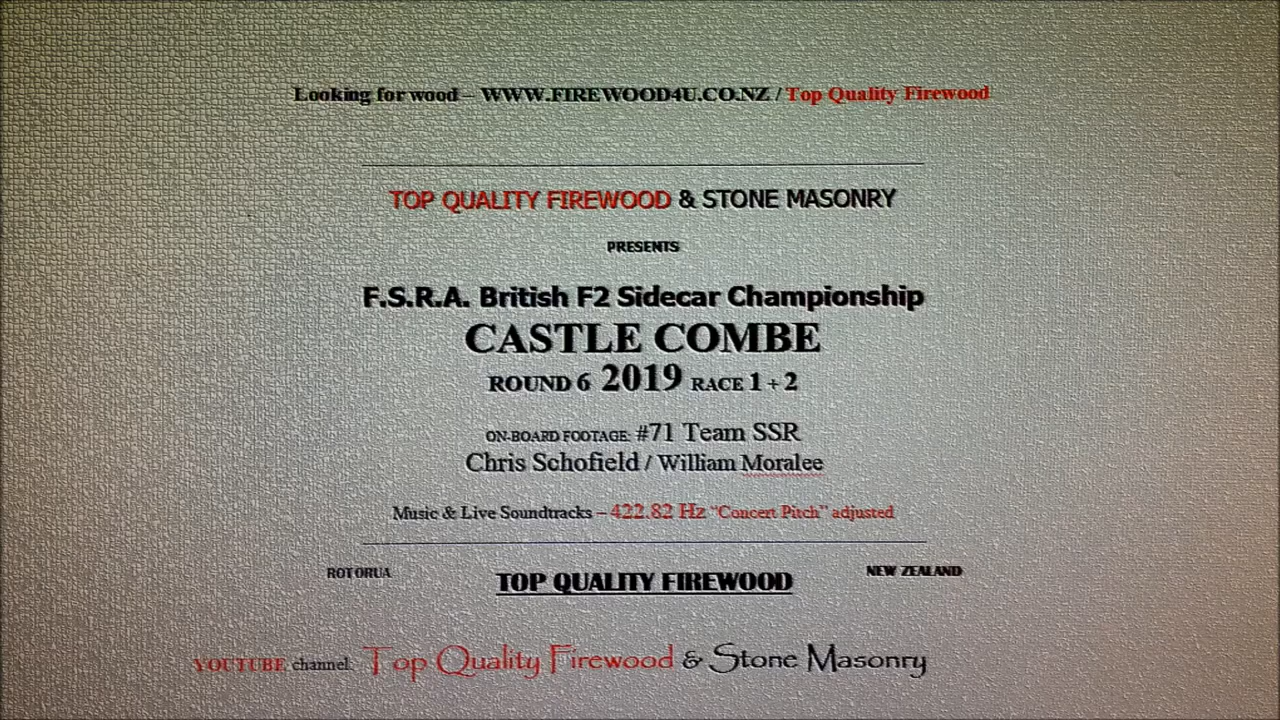 Looking for wood – WWW.FIREWOOD4U.CO.NZ / Top Quality Firewood
TOP QUALITY FIREWOOD & STONE MASONRY
PRESENTS
F.S.R.A. British F2 Sidecar Championship
CASTLE COMBE
ROUND 6 2019 RACE 1 + 2
ON-BOARD FOOTAGE: #71 Team SSR
Chris Schofield / William Moralee
Music & Live Soundtracks – 422.82 Hz "Concert Pitch" adjusted
ROTORUA
TOP QUALITY FIREWOOD
NEW ZEALAND
YOUTUBE channel: Top Quality Firewood & Stone Masonry